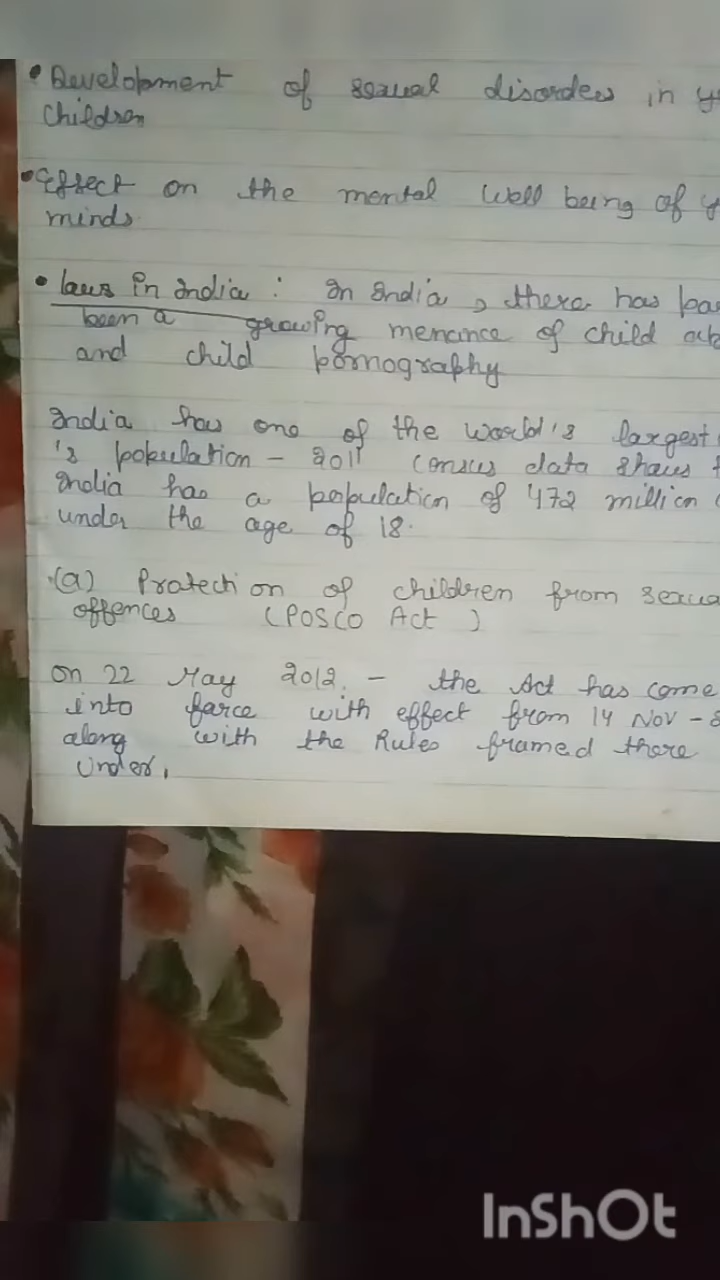 • Development of sexual disorders in y
children
• Effect on the mental well being of y
minds
• laws in India : In India, there has
been a growing menance of child
and child pornography
India has one of the world's largest
's population - 2011 Census data shaws
India has a population of 472 million
under the age of 18.
(a) Protection of children from sexua
offences (POSCO Act )
on 22 May 2012. - the Act has come
into farce with effect from 14 Nov -
along with the Rules framed there
under,
InShOt